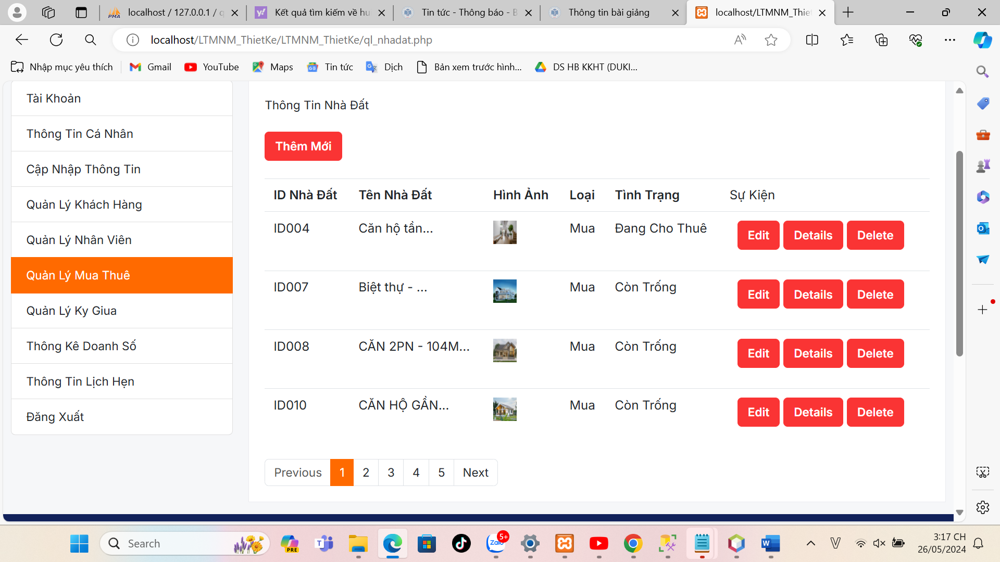 localhost / 127.0.0.1 / q
Kết quả tìm kiếm về hu
Tin tức - Thông báo - B
Thông tin bài giảng
localhost/LTMNM_Thiet
localhost/LTMNM_ThietKe/LTMNM_ThietKe/ql_nhadat.php
Nhập mục yêu thích
Gmail
YouTube
Maps
Tin tức
Dịch
Bản xem trước hình...
DS HB KKHT (DUKI...
Tài Khoản
Thông Tin Cá Nhân
Cập Nhập Thông Tin
Quản Lý Khách Hàng
Quản Lý Nhân Viên
Quản Lý Mua Thuê
Quản Lý Ky Giua
Thông Kê Doanh Số
Thông Tin Lịch Hẹn
Đăng Xuất
Thông Tin Nhà Đất
Thêm Mới
ID Nhà Đất Tên Nhà Đất Hình Ảnh Loại Tình Trạng Sự Kiện
ID004 Căn hộ tần... Mua Đang Cho Thuê Edit Details Delete
ID007 Biệt thự - ... Mua Còn Trống Edit Details Delete
ID008 CĂN 2PN - 104M... Mua Còn Trống Edit Details Delete
ID010 CĂN HỘ GẦN... Mua Còn Trống Edit Details Delete
Previous 1 2 3 4 5 Next
Search
PRE
Zalo
5+
3:17 CH
26/05/2024